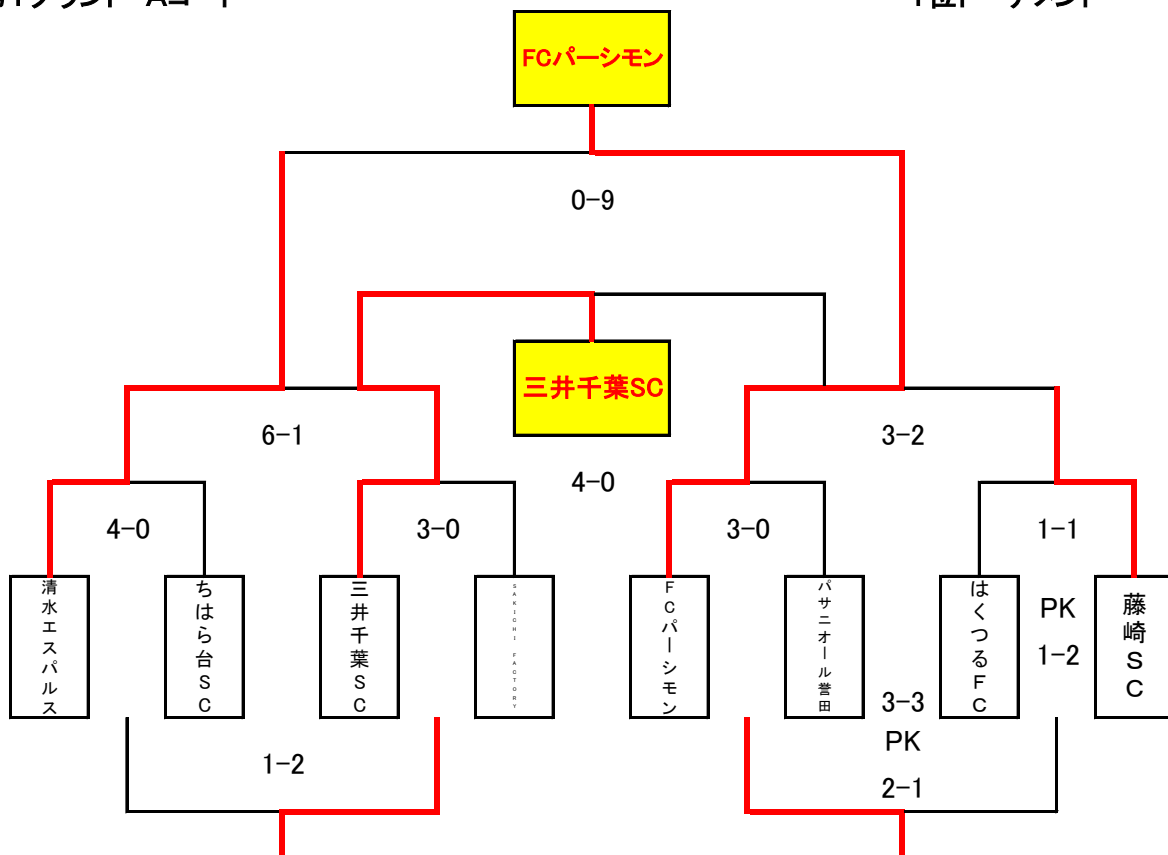 FCパーシモン
0-9
三井千葉SC
6-1
3-2
4-0
4-0
3-0
3-0
1-1
清水エスパルス
ちはら台SC
三井千葉SC
SAKICHI FACTORY
FCパーシモン
パサニオール誉田
はくつるFC
PK
1-2
藤崎SC
3-3
PK
2-1
1-2